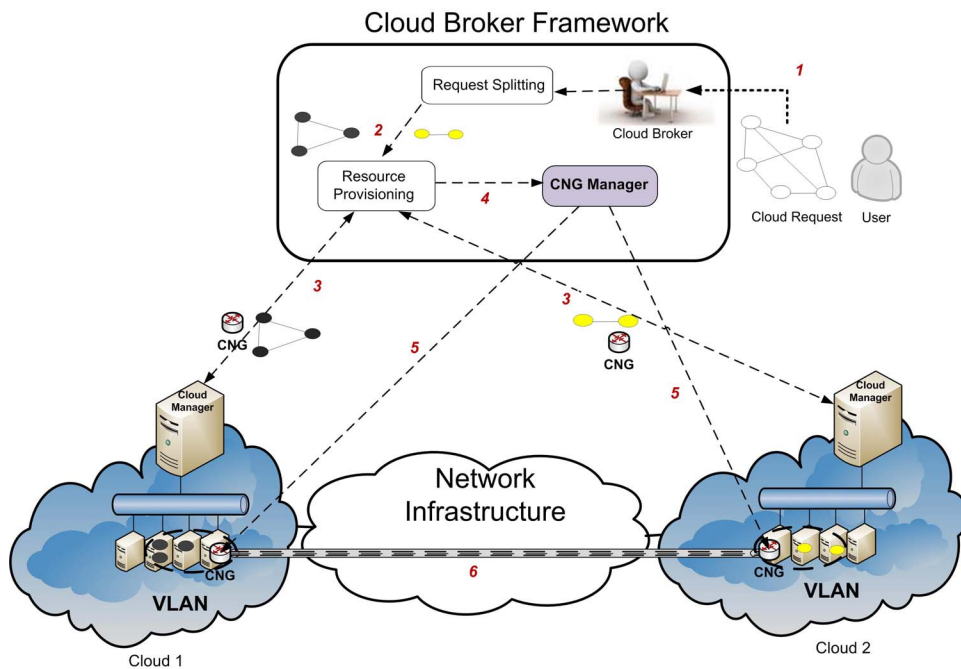 Cloud Broker Framework
Request Splitting
1
Cloud Broker
2
Resource
Provisioning
4
CNG Manager
Cloud Request
User
3
3
CNG
CNG
5
5
Cloud
Manager
Cloud
Manager
Network
Infrastructure
CNG
CNG
6
VLAN
VLAN
Cloud 1
Cloud 2